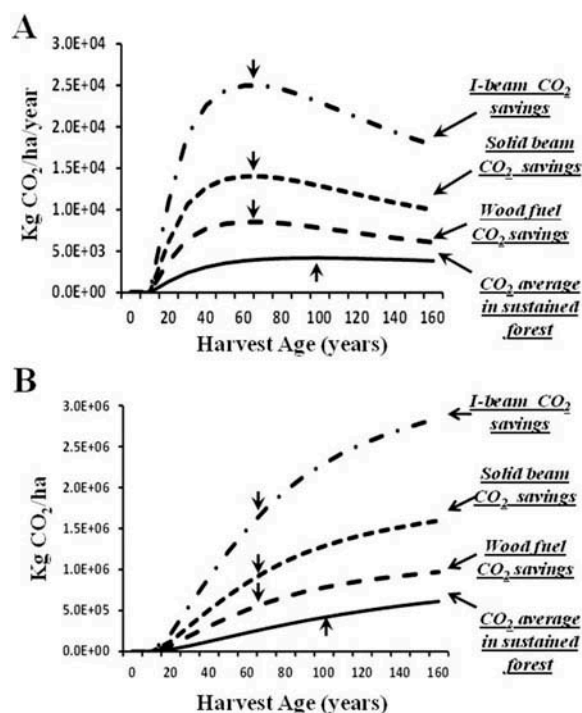 A
Kg CO₂/ha/year
3.0E+04
2.5E+04
2.0E+04
1.5E+04
1.0E+04
5.0E+03
0.0E+00
0 20 40 60 80 100 120 140 160
Harvest Age (years)
I-beam CO₂
savings
Solid beam
CO₂ savings
Wood fuel
CO₂ savings
CO₂ average
in sustained
forest
B
Kg CO₂/ha
3.0E+06
2.5E+06
2.0E+06
1.5E+06
1.0E+06
5.0E+05
0.0E+00
0 20 40 60 80 100 120 140 160
Harvest Age (years)
I-beam CO₂
savings
Solid beam
CO₂ savings
Wood fuel
CO₂ savings
CO₂ average
in sustained
forest